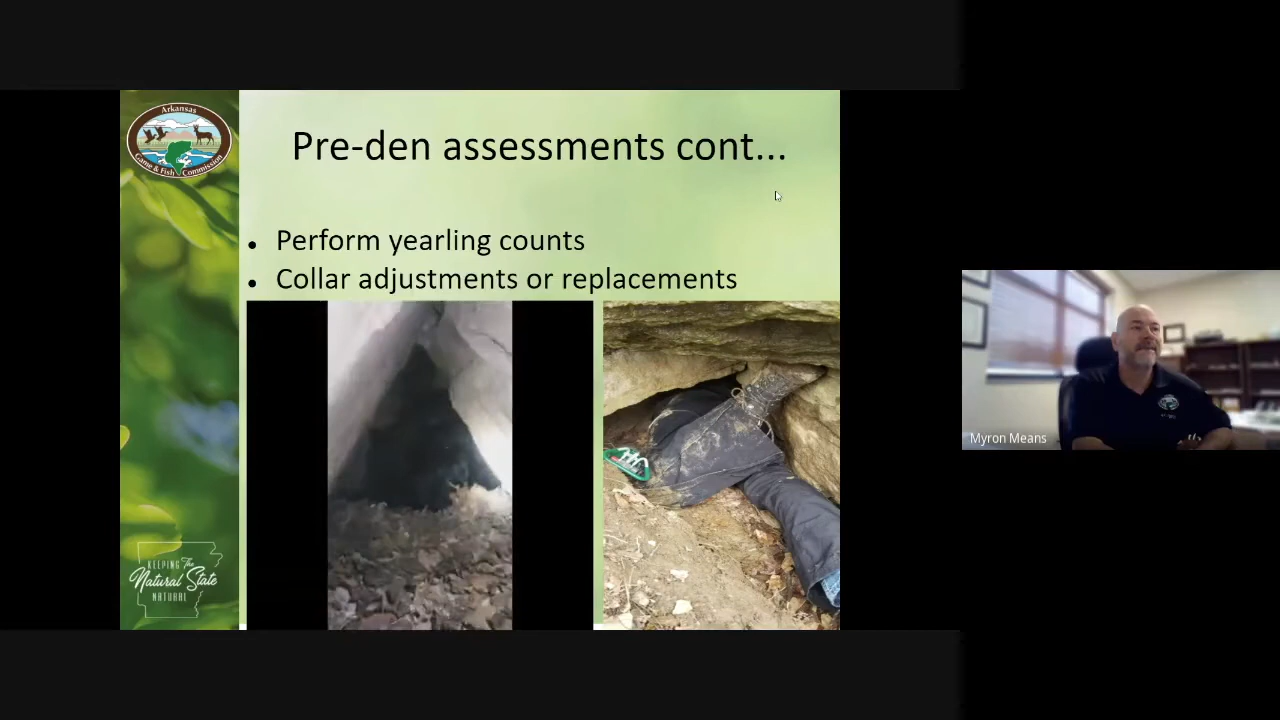 Arkansas
Game & Fish Commission
Pre-den assessments cont...
• Perform yearling counts
• Collar adjustments or replacements
KEEPING The
Natural State
NATURAL
Myron Means